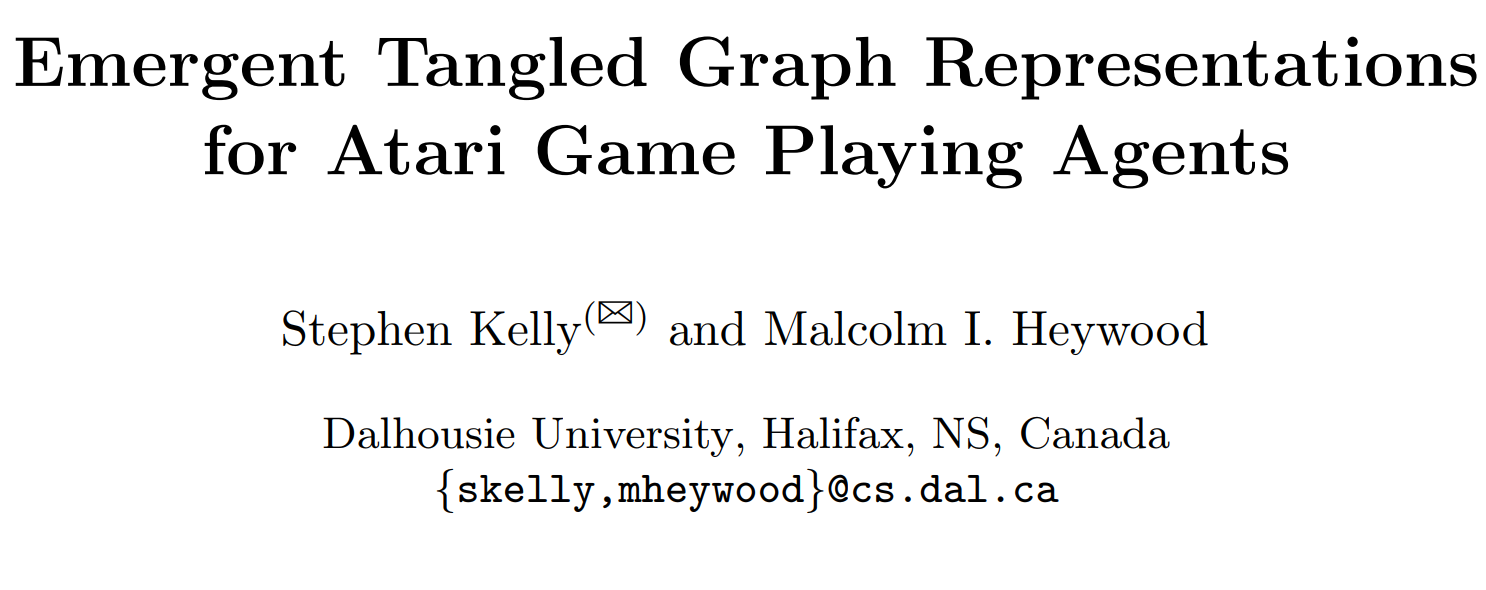 Emergent Tangled Graph Representations
for Atari Game Playing Agents
Stephen Kelly(✉) and Malcolm I. Heywood
Dalhousie University, Halifax, NS, Canada
{skelly,mheywood}@cs.dal.ca